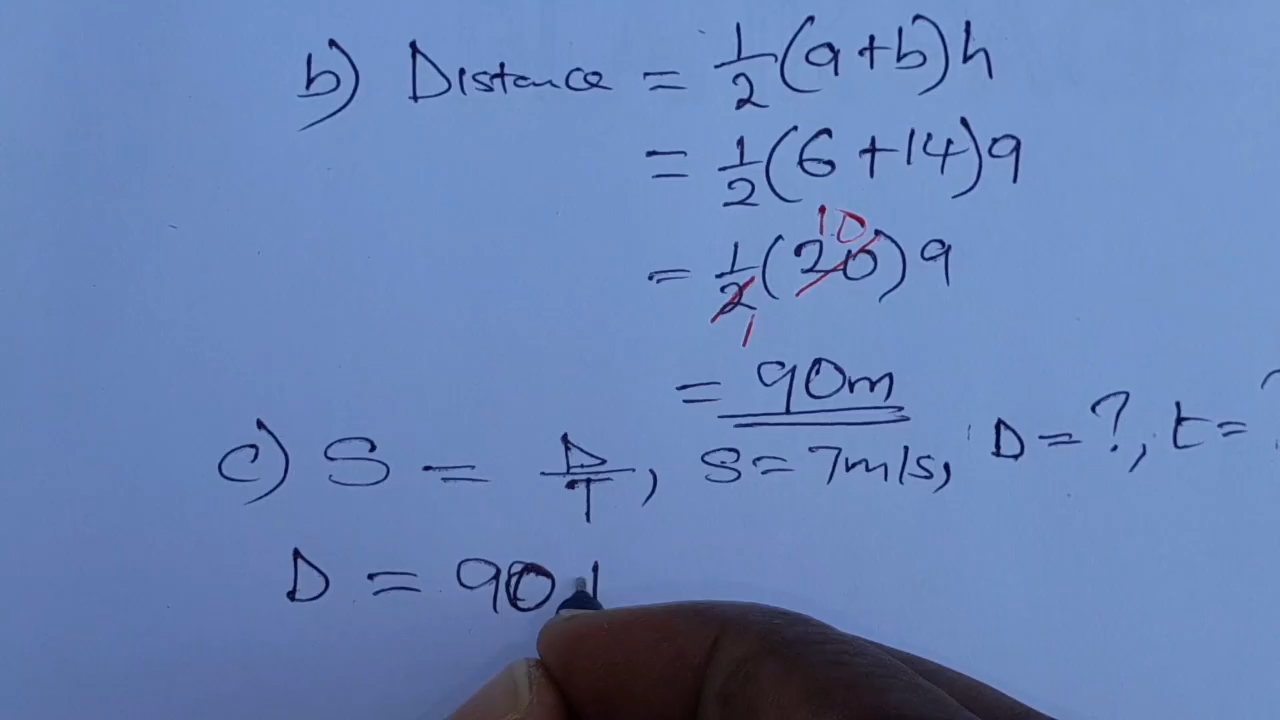 b) Distance = 1/2 (a+b)h
= 1/2 (6+14)9
10
= 1/2 (20)9
1
= 90m
c) S = D/T, S = 7m/s, D = ?, t = ?
D = 90